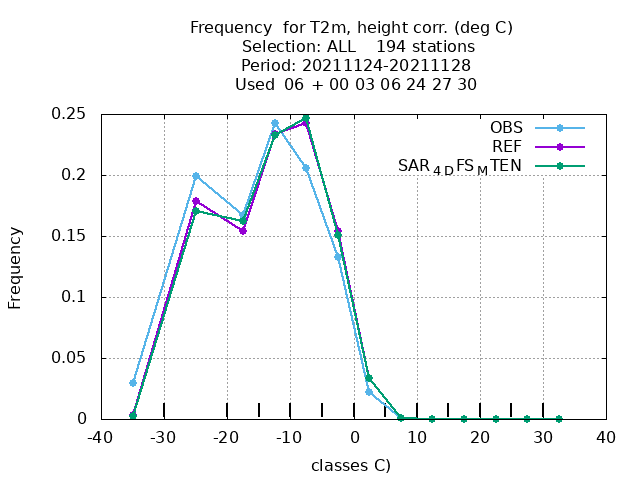 Frequency  for T2m, height corr. (deg C)
Selection: ALL    194 stations
Period: 20211124-20211128
Used  06 + 00 03 06 24 27 30
0.25
0.2
0.15
0.1
0.05
0
Frequency
OBS
REF
SAR4DFSMTEN
-40
-30
-20
-10
0
10
20
30
40
classes C)